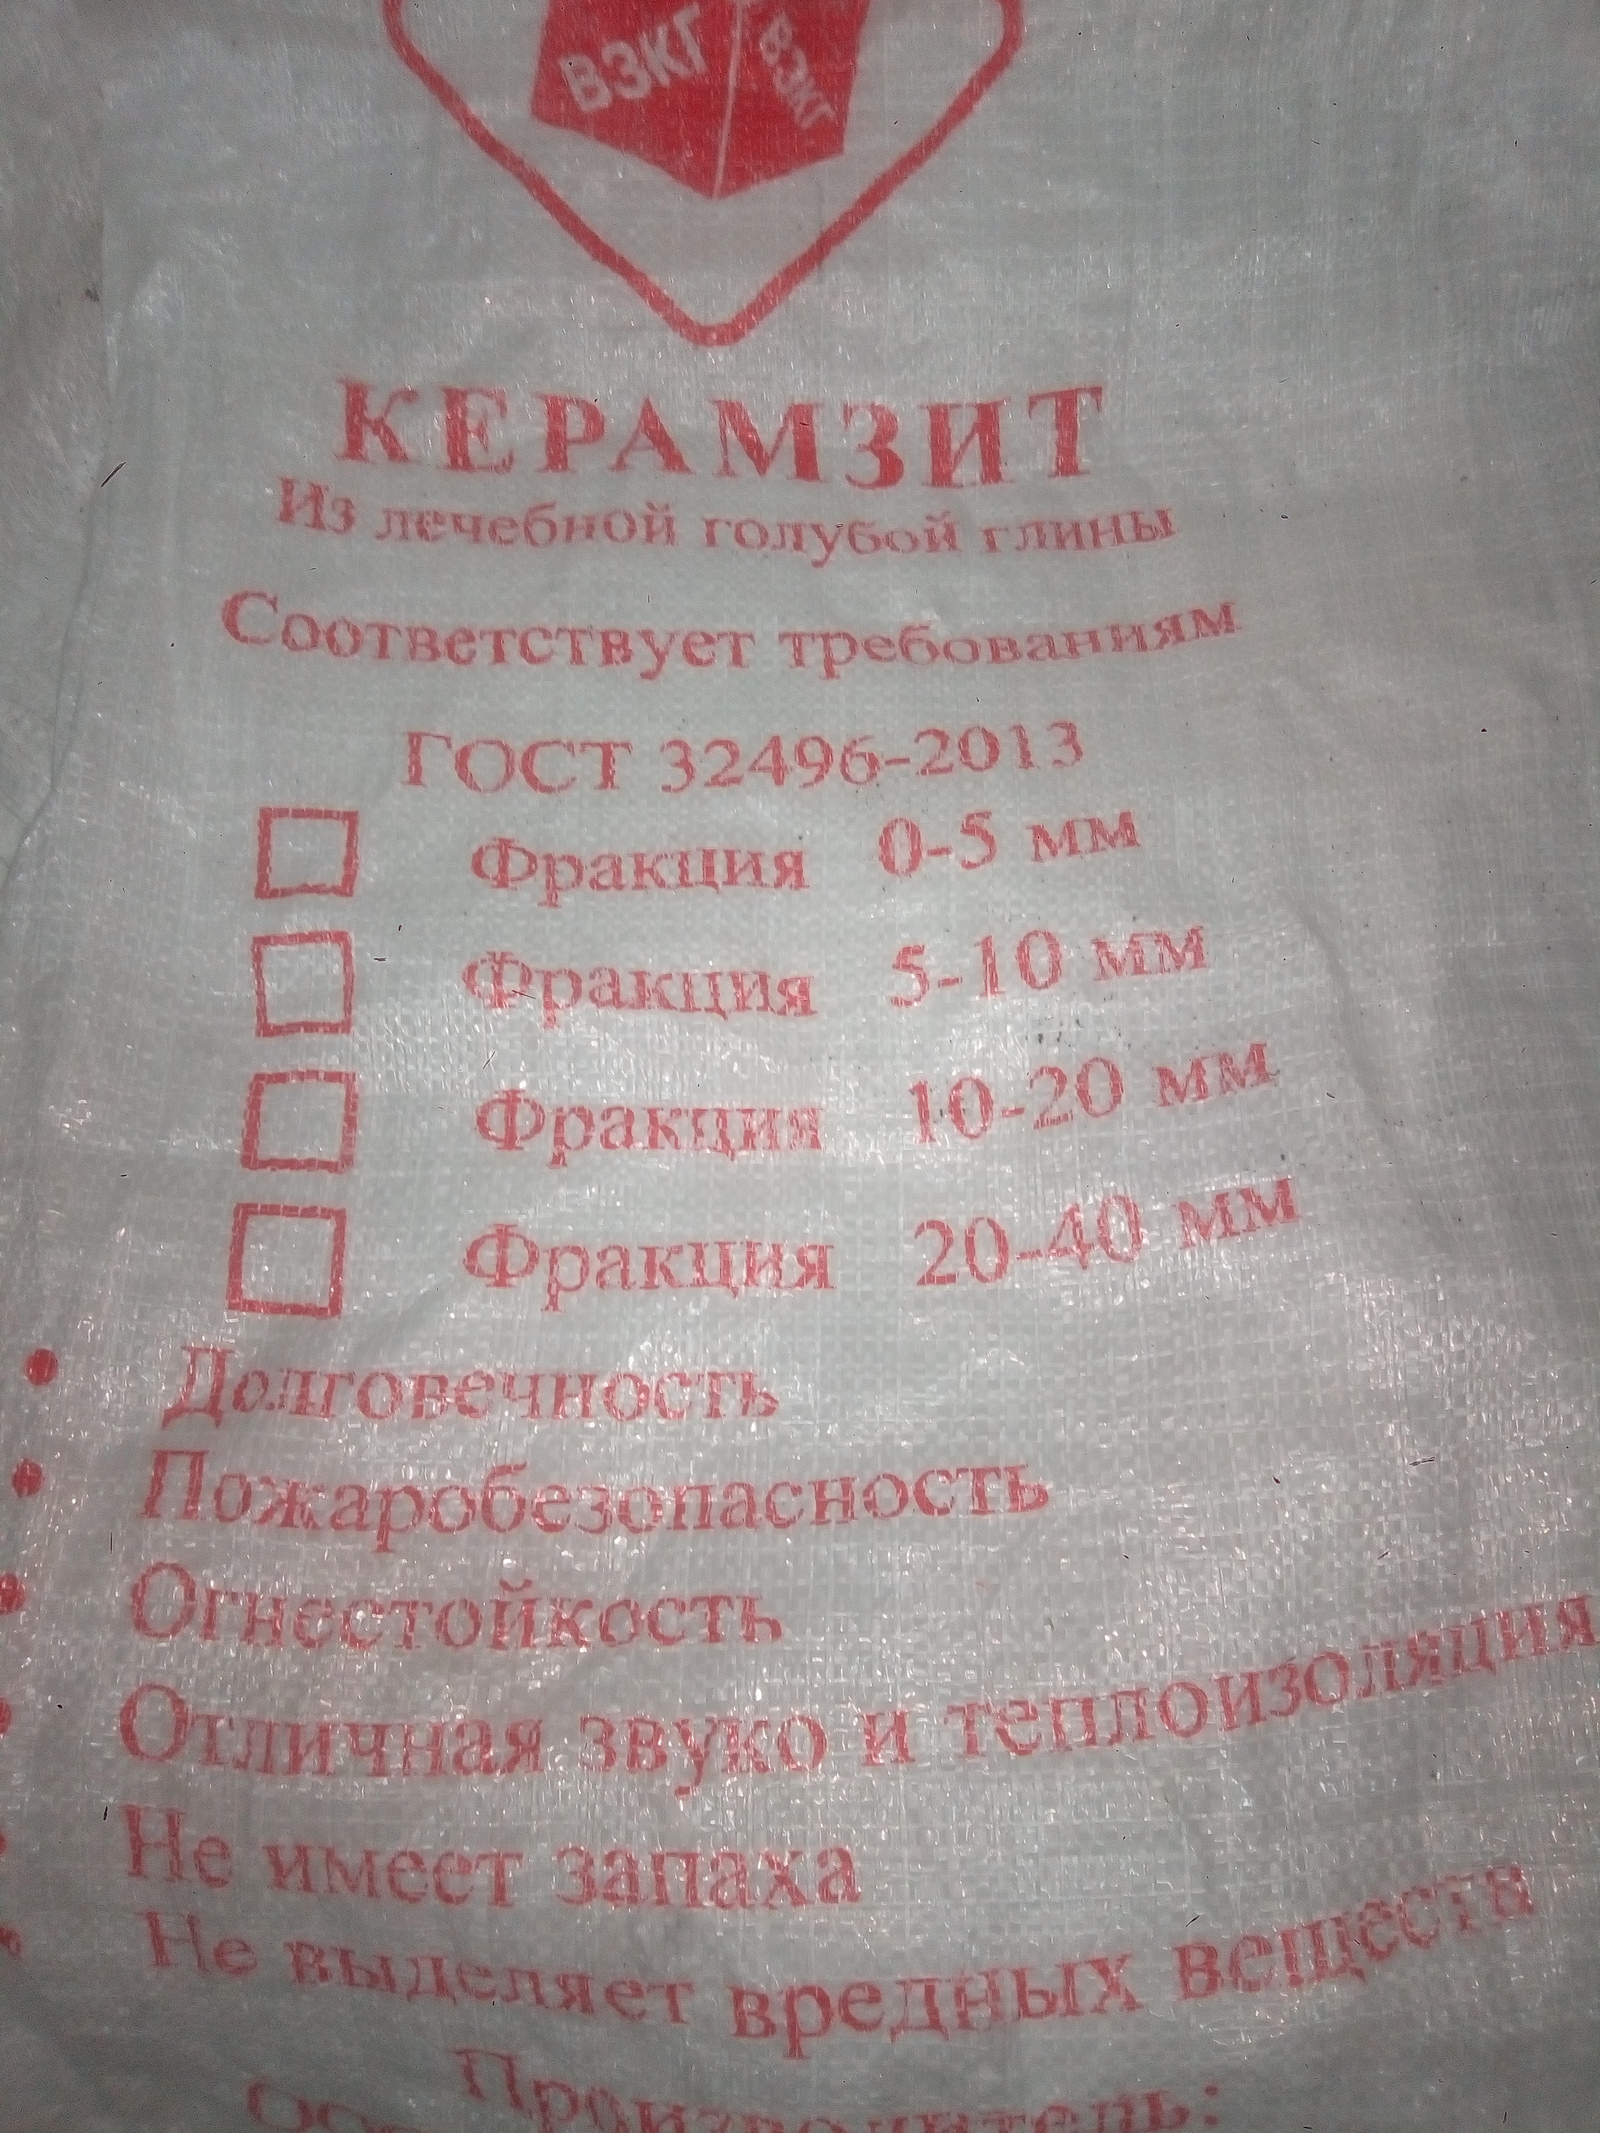 ВЗКГ ВЗКГ
КЕРАМЗИТ
Из лечебной голубой глины
Соответствует требованиям
ГОСТ 32496-2013
Фракция 0-5 мм
Фракция 5-10 мм
Фракция 10-20 мм
Фракция 20-40 мм
• Долговечность
• Пожаробезопасность
• Огнестойкость
• Отличная звуко и теплоизоляция
• Не имеет запаха
• Не выделяет вредных веществ
Производитель: